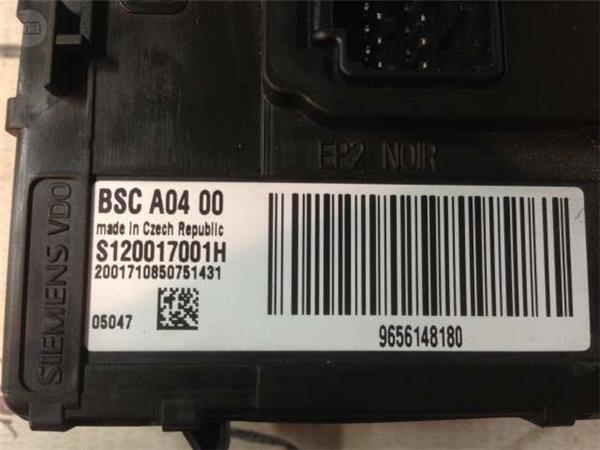 EP2 NOIR
SIEMENS VDO
BSC A04 00
made in Czech Republic
S120017001H
2001710850751431
05047
9656148180